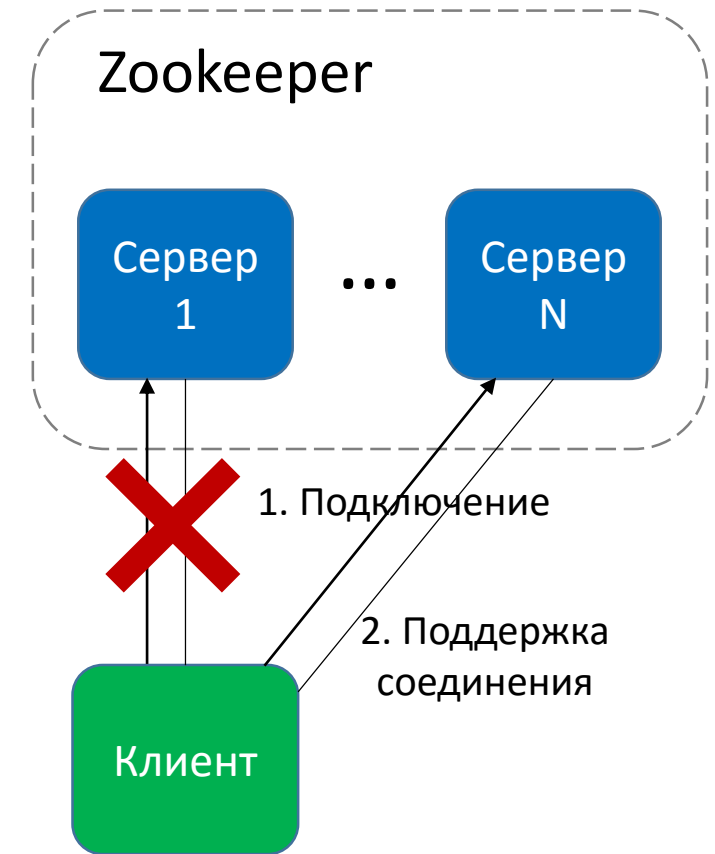 Zookeeper
Сервер
1
...
Сервер
N
1. Подключение
2. Поддержка
соединения
Клиент